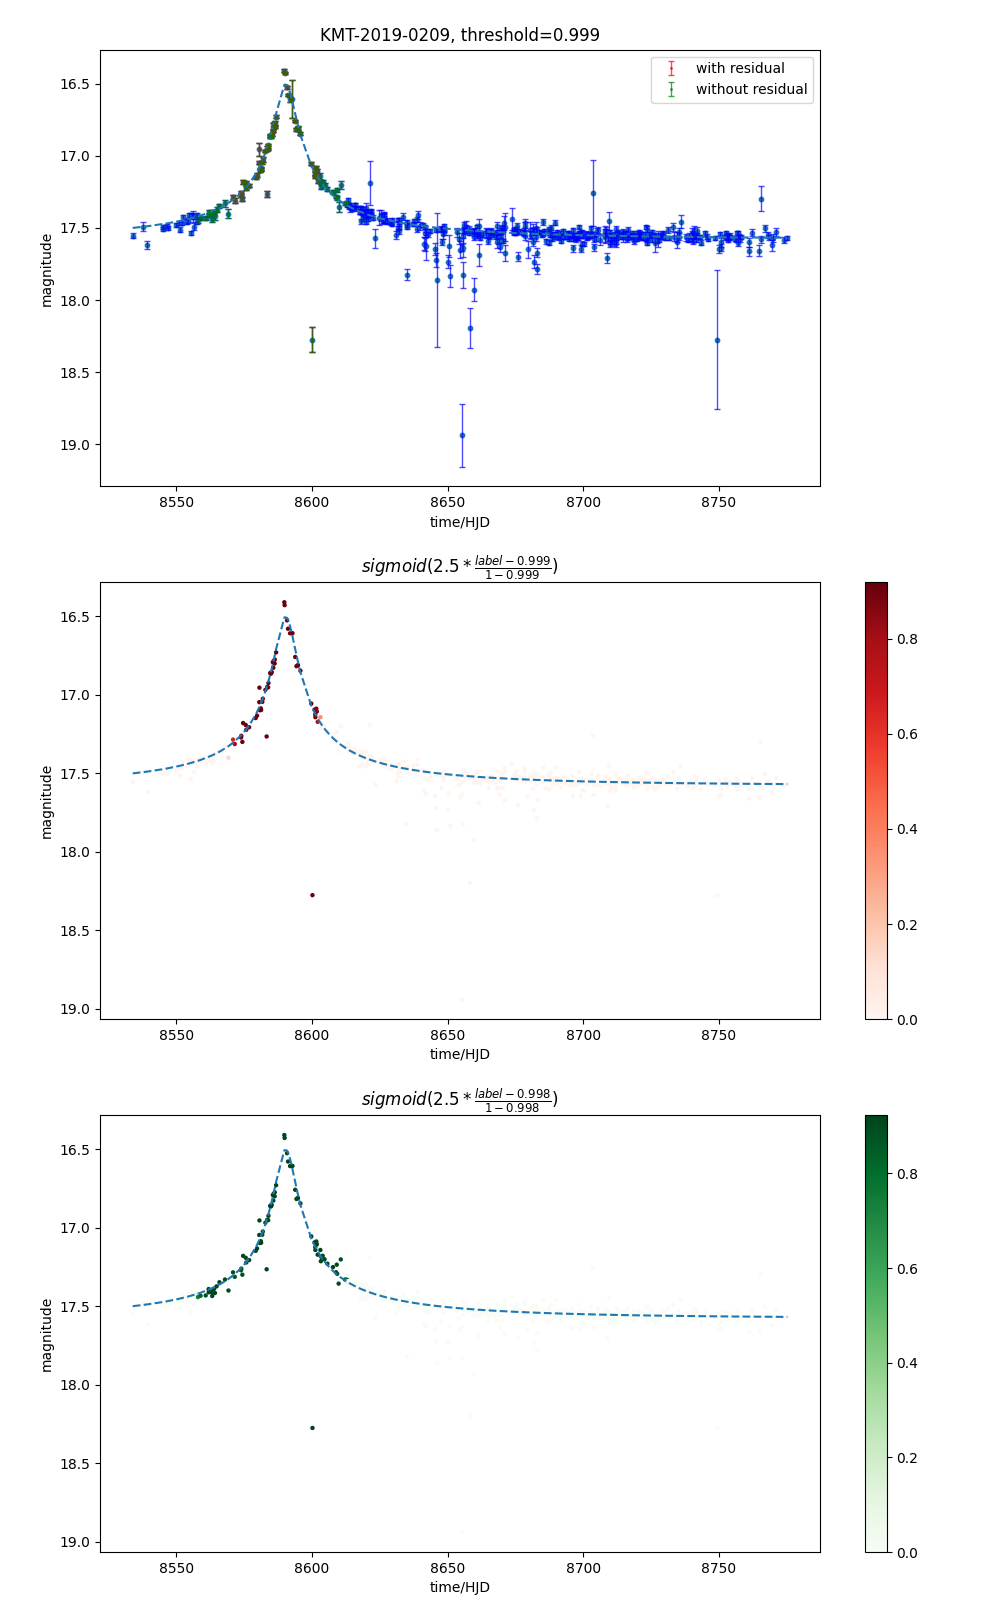 KMT-2019-0209, threshold=0.999
with residual
without residual
16.5
17.0
17.5
18.0
18.5
19.0
magnitude
8550 8600 8650 8700 8750
time/HJD
sigmoid(2.5 * \frac{label − 0.999}{1 − 0.999})
16.5
17.0
17.5
18.0
18.5
19.0
magnitude
8550 8600 8650 8700 8750
time/HJD
0.8
0.6
0.4
0.2
0.0
sigmoid(2.5 * \frac{label − 0.998}{1 − 0.998})
16.5
17.0
17.5
18.0
18.5
19.0
magnitude
8550 8600 8650 8700 8750
time/HJD
0.8
0.6
0.4
0.2
0.0